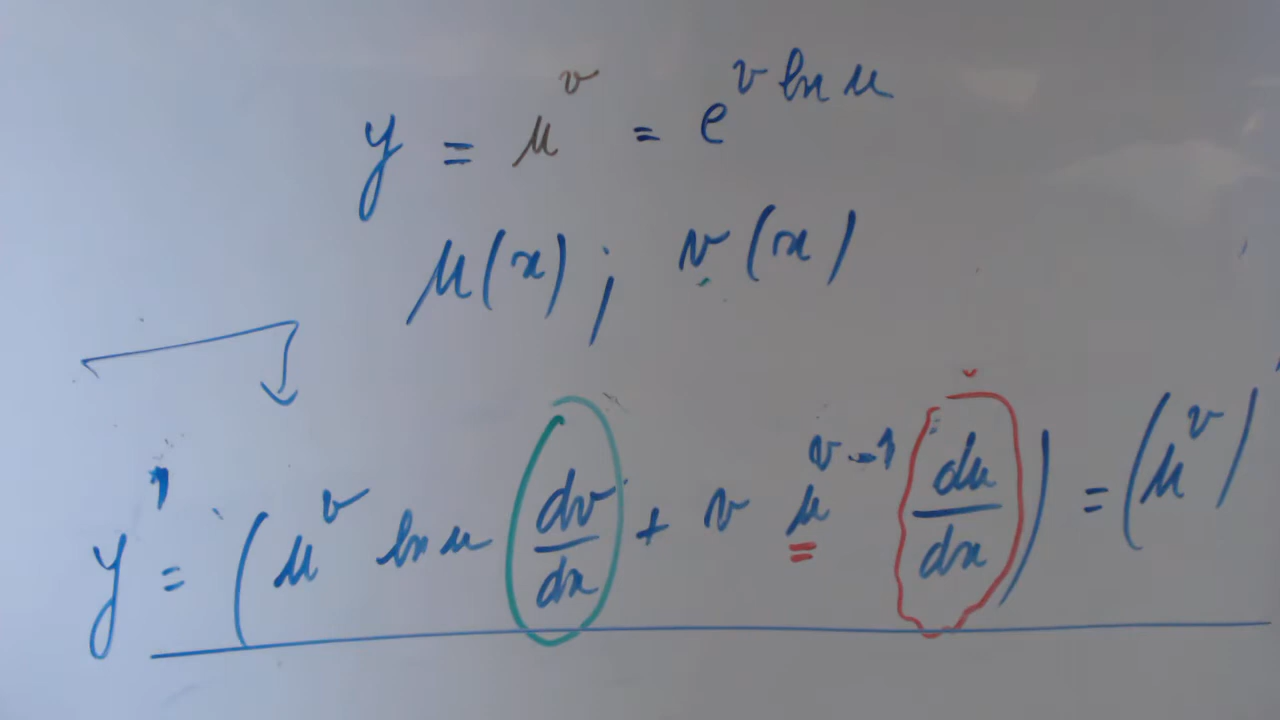 y = u^v = e^{v ln u}
u(x) ; v(x)
y' = (u^v ln u dv/dx + v u^{v-1} du/dx) = (u^v)